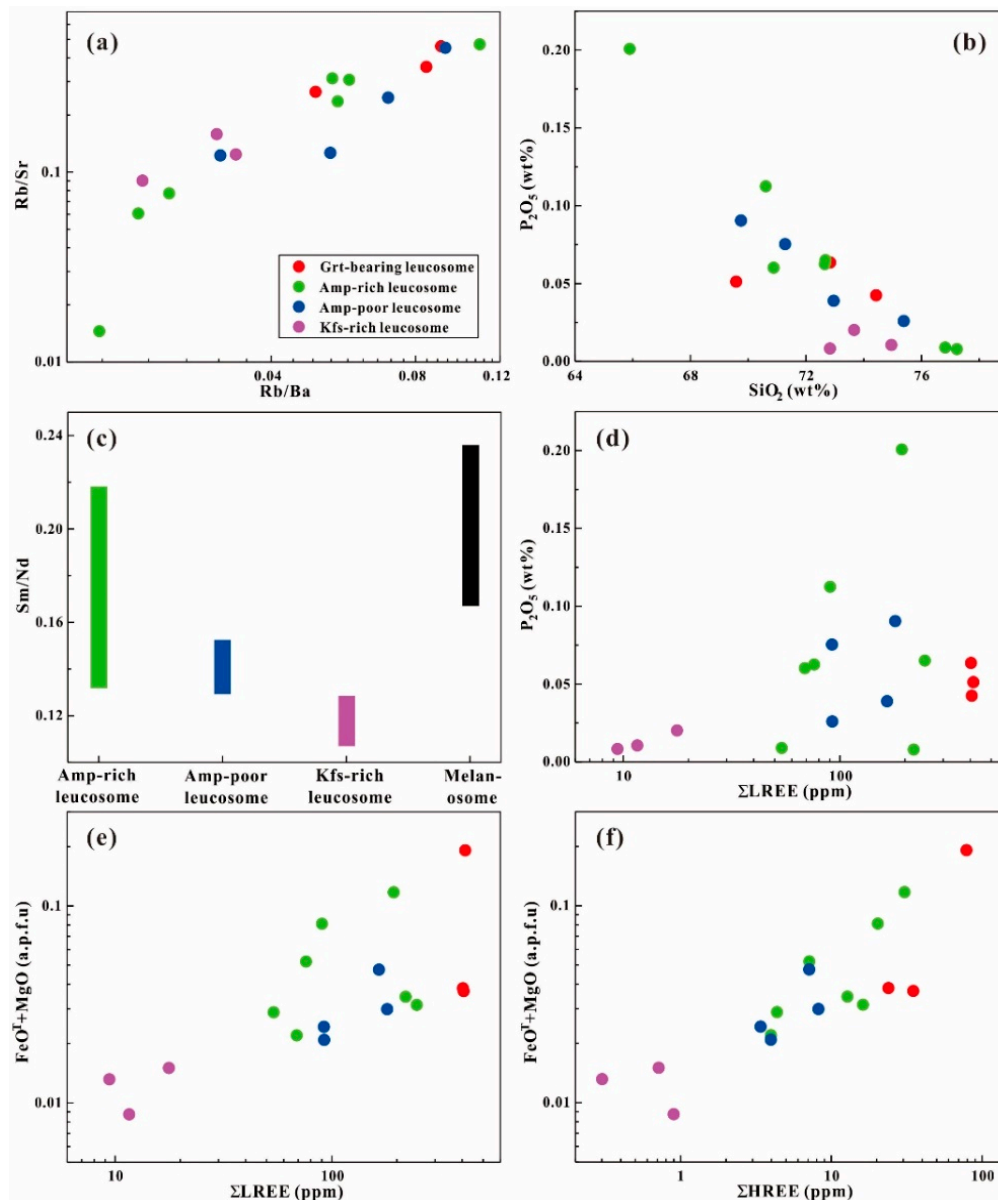 (a)
Rb/Sr
0.1
0.01
Grt-bearing leucosome
Amp-rich leucosome
Amp-poor leucosome
Kfs-rich leucosome
0.04 0.08 0.12
Rb/Ba
(b)
P₂O₅ (wt%)
0.20
0.15
0.10
0.05
0.00
64 68 72 76
SiO₂ (wt%)
(c)
Sm/Nd
0.24
0.20
0.16
0.12
Amp-rich Amp-poor Kfs-rich Melan-
leucosome leucosome leucosome osome
(d)
P₂O₅ (wt%)
0.20
0.15
0.10
0.05
0.00
10 100
ΣLREE (ppm)
(e)
FeOᵀ+MgO (a.p.f.u)
0.1
0.01
10 100
ΣLREE (ppm)
(f)
FeOᵀ+MgO (a.p.f.u)
0.1
0.01
1 10 100
ΣHREE (ppm)